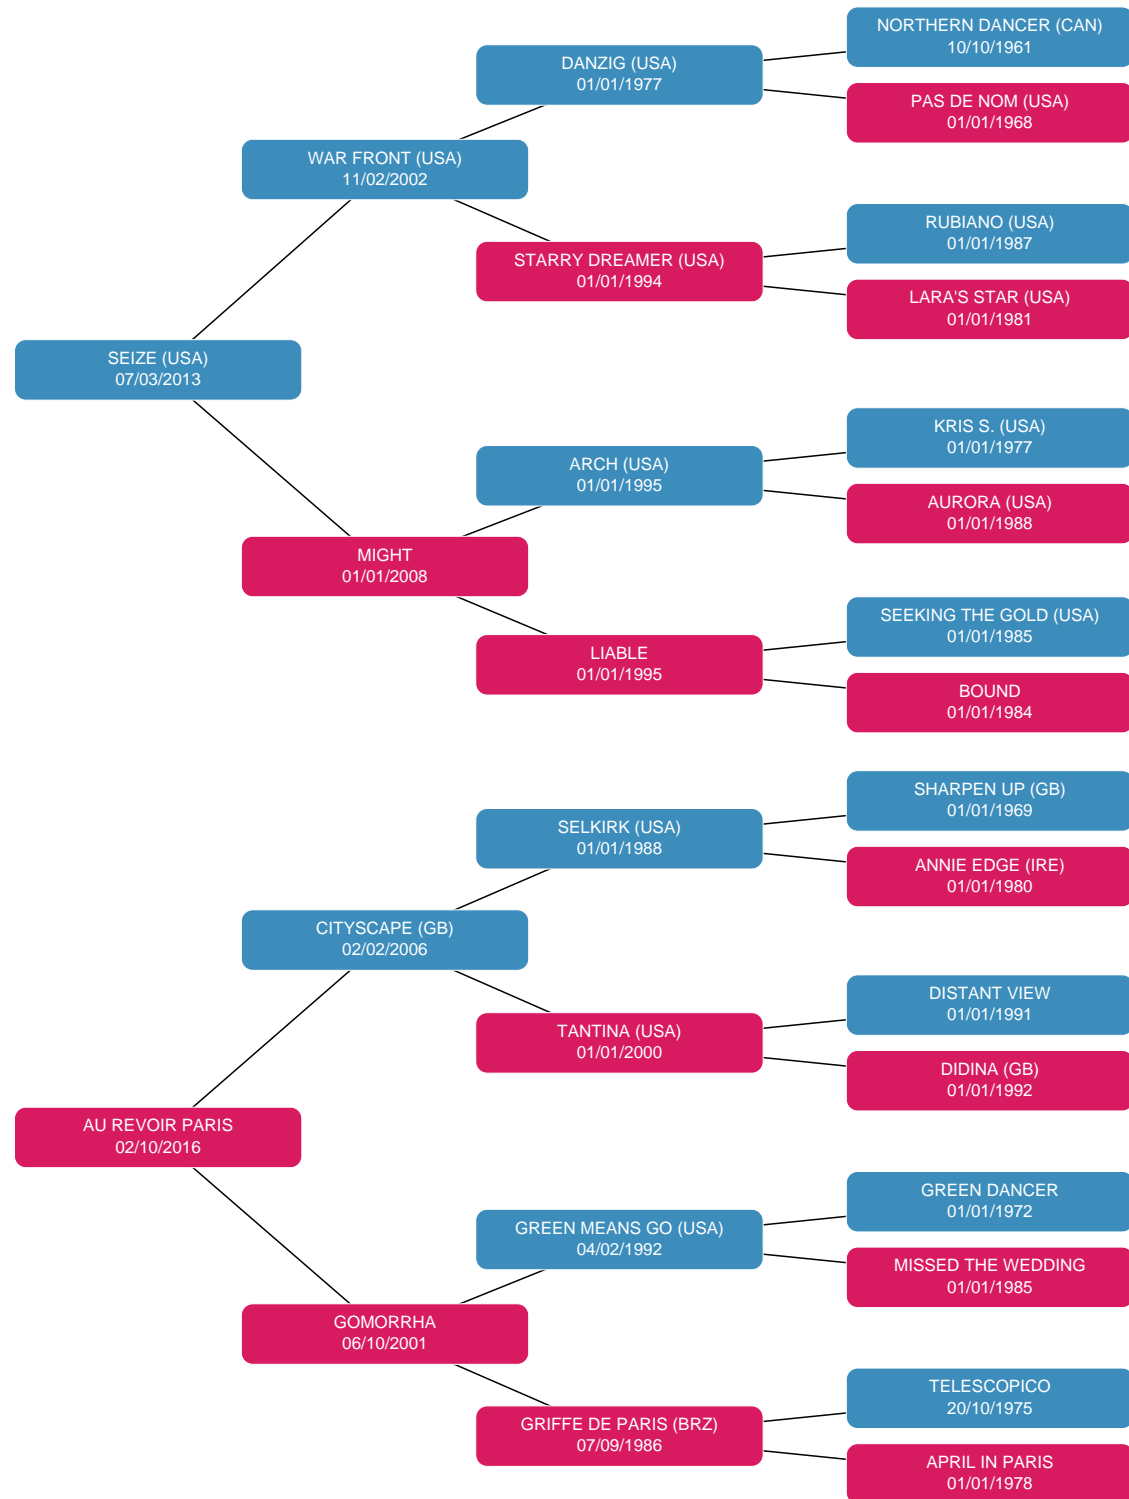 NORTHERN DANCER (CAN)
10/10/1961
DANZIG (USA)
01/01/1977
PAS DE NOM (USA)
01/01/1968
WAR FRONT (USA)
11/02/2002
RUBIANO (USA)
01/01/1987
STARRY DREAMER (USA)
01/01/1994
LARA'S STAR (USA)
01/01/1981
SEIZE (USA)
07/03/2013
KRIS S. (USA)
01/01/1977
ARCH (USA)
01/01/1995
AURORA (USA)
01/01/1988
MIGHT
01/01/2008
SEEKING THE GOLD (USA)
01/01/1985
LIABLE
01/01/1995
BOUND
01/01/1984
SHARPEN UP (GB)
01/01/1969
SELKIRK (USA)
01/01/1988
ANNIE EDGE (IRE)
01/01/1980
CITYSCAPE (GB)
02/02/2006
DISTANT VIEW
01/01/1991
TANTINA (USA)
01/01/2000
DIDINA (GB)
01/01/1992
AU REVOIR PARIS
02/10/2016
GREEN DANCER
01/01/1972
GREEN MEANS GO (USA)
04/02/1992
MISSED THE WEDDING
01/01/1985
GOMORRHA
06/10/2001
TELESCOPICO
20/10/1975
GRIFFE DE PARIS (BRZ)
07/09/1986
APRIL IN PARIS
01/01/1978